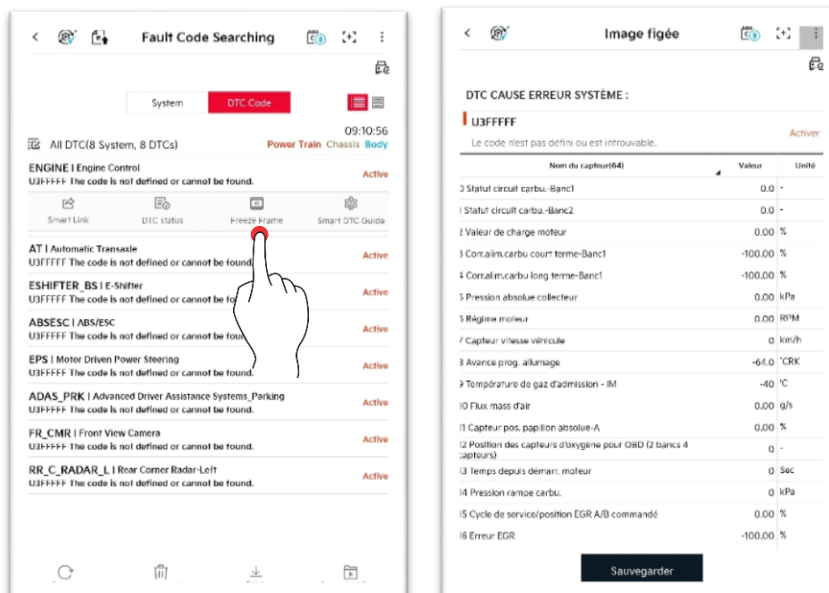 Fault Code Searching
System
DTC Code
09:10:56
All DTC(8 System, 8 DTCs)
Power Train Chassis Body
ENGINE | Engine Control
U3FFFFF The code is not defined or cannot be found.
Active
Smart Link
DTC status
Freeze Frame
Smart DTC Guide
AT | Automatic Transaxle
U3FFFFF The code is not defined or cannot be found.
Active
ESHIFTER_BS | E-Shifter
U3FFFFF The code is not defined or cannot be fo
Active
ABSESC | ABS/ESC
U3FFFFF The code is not defined or cannot be foun
Active
EPS | Motor Driven Power Steering
U3FFFFF The code is not defined or cannot be found.
Active
ADAS_PRK | Advanced Driver Assistance Systems_Parking
U3FFFFF The code is not defined or cannot be found.
Active
FR_CMR | Front View Camera
U3FFFFF The code is not defined or cannot be found.
Active
RR_C_RADAR_L | Rear Corner Radar-Left
U3FFFFF The code is not defined or cannot be found.
Active
Image figée
DTC CAUSE ERREUR SYSTÈME :
U3FFFFF
Le code n'est pas défini ou est introuvable.
Activer
Nom du capteur(64) Valeur Unité
Statut circuit carbu.-Banc1 0.0 -
Statut circuit carbu.-Banc2 0.0 -
Valeur de charge moteur 0.00 %
Corr.alim.carbu court terme-Banc1 -100.00 %
Corr.alim.carbu long terme-Banc1 -100.00 %
Pression absolue collecteur 0.00 kPa
Régime moteur 0.00 RPM
Capteur vitesse véhicule 0 km/h
Avance prog. allumage -64.0 °CRK
Température de gaz d'admission - IM -40 °C
10 Flux mass d'air 0.00 g/s
11 Capteur pos. papillon absolue-A 0.00 %
12 Position des capteurs d'oxygène pour OBD (2 bancs 4
capteurs) 0 -
13 Temps depuis démarr. moteur 0 Sec
14 Pression rampe carbu. 0 kPa
15 Cycle de service/position EGR A/B commandé 0.00 %
16 Erreur EGR -100.00 %
Sauvegarder